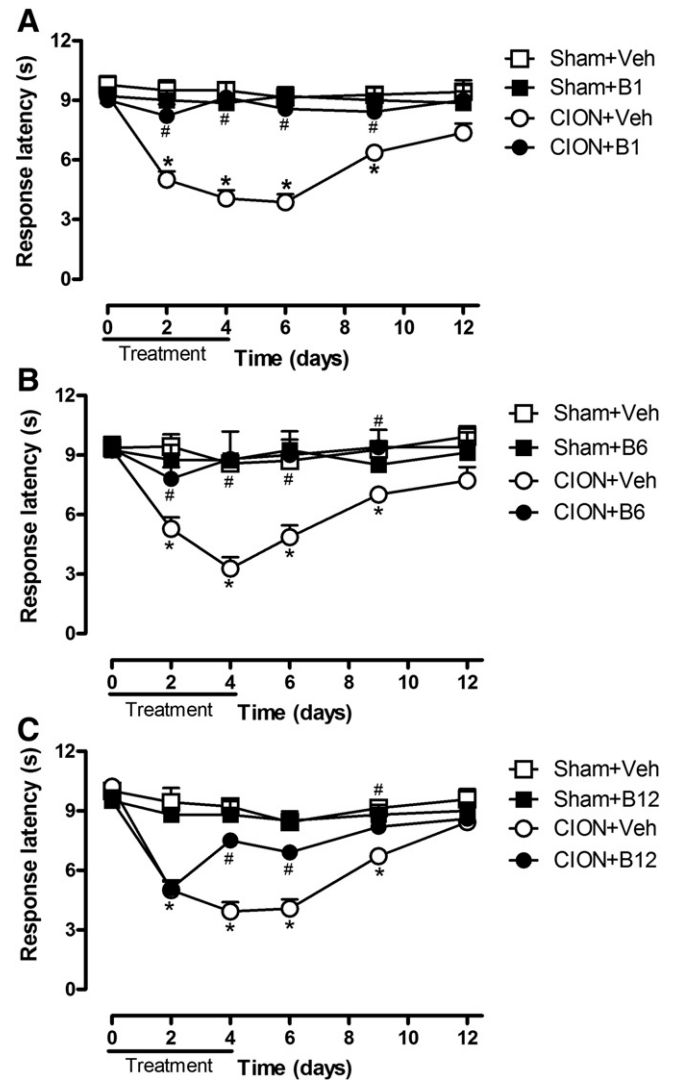 A
Response latency (s)
12
9
6
3
0
# # # #
* * * * *
0 2 4 6 8 10 12
Treatment
Time (days)
Sham+Veh
Sham+B1
CION+Veh
CION+B1
B
Response latency (s)
12
9
6
3
0
#
# # #
* * * *
0 2 4 6 8 10 12
Treatment
Time (days)
Sham+Veh
Sham+B6
CION+Veh
CION+B6
C
Response latency (s)
12
9
6
3
0
#
# #
* * * *
0 2 4 6 8 10 12
Treatment
Time (days)
Sham+Veh
Sham+B12
CION+Veh
CION+B12